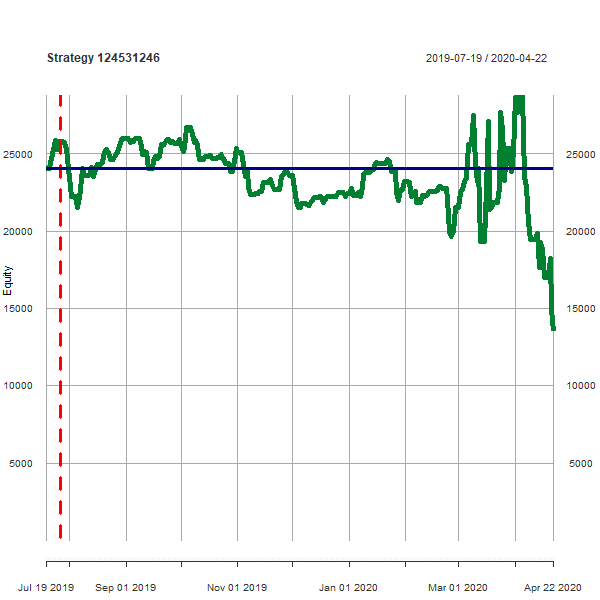 Strategy 124531246
2019-07-19 / 2020-04-22
25000
25000
20000
20000
Equity
15000
15000
10000
10000
5000
5000
Jul 19 2019
Sep 01 2019
Nov 01 2019
Jan 01 2020
Mar 01 2020
Apr 22 2020